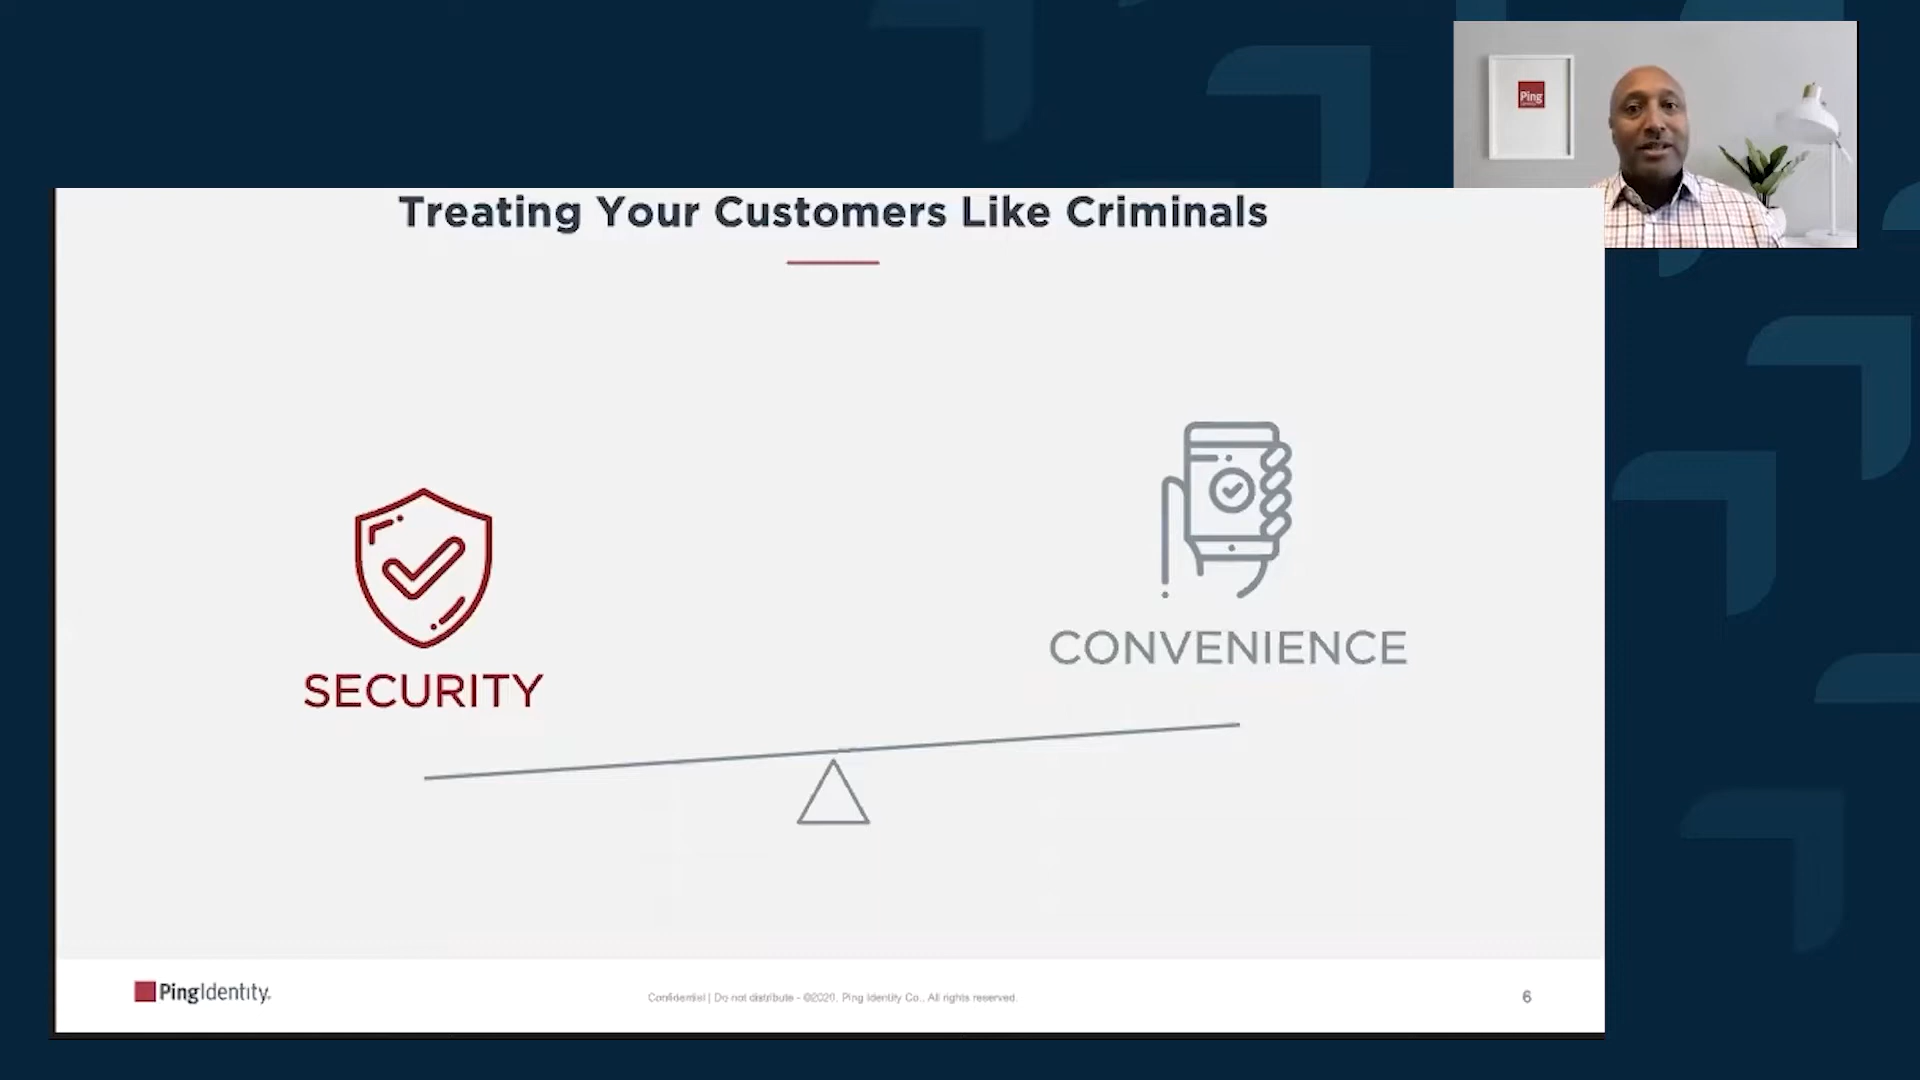 Ping
Treating Your Customers Like Criminals
CONVENIENCE
SECURITY
PingIdentity.
Confidential | Do not distribute - ©2020. Ping Identity Co.. All rights reserved.
6